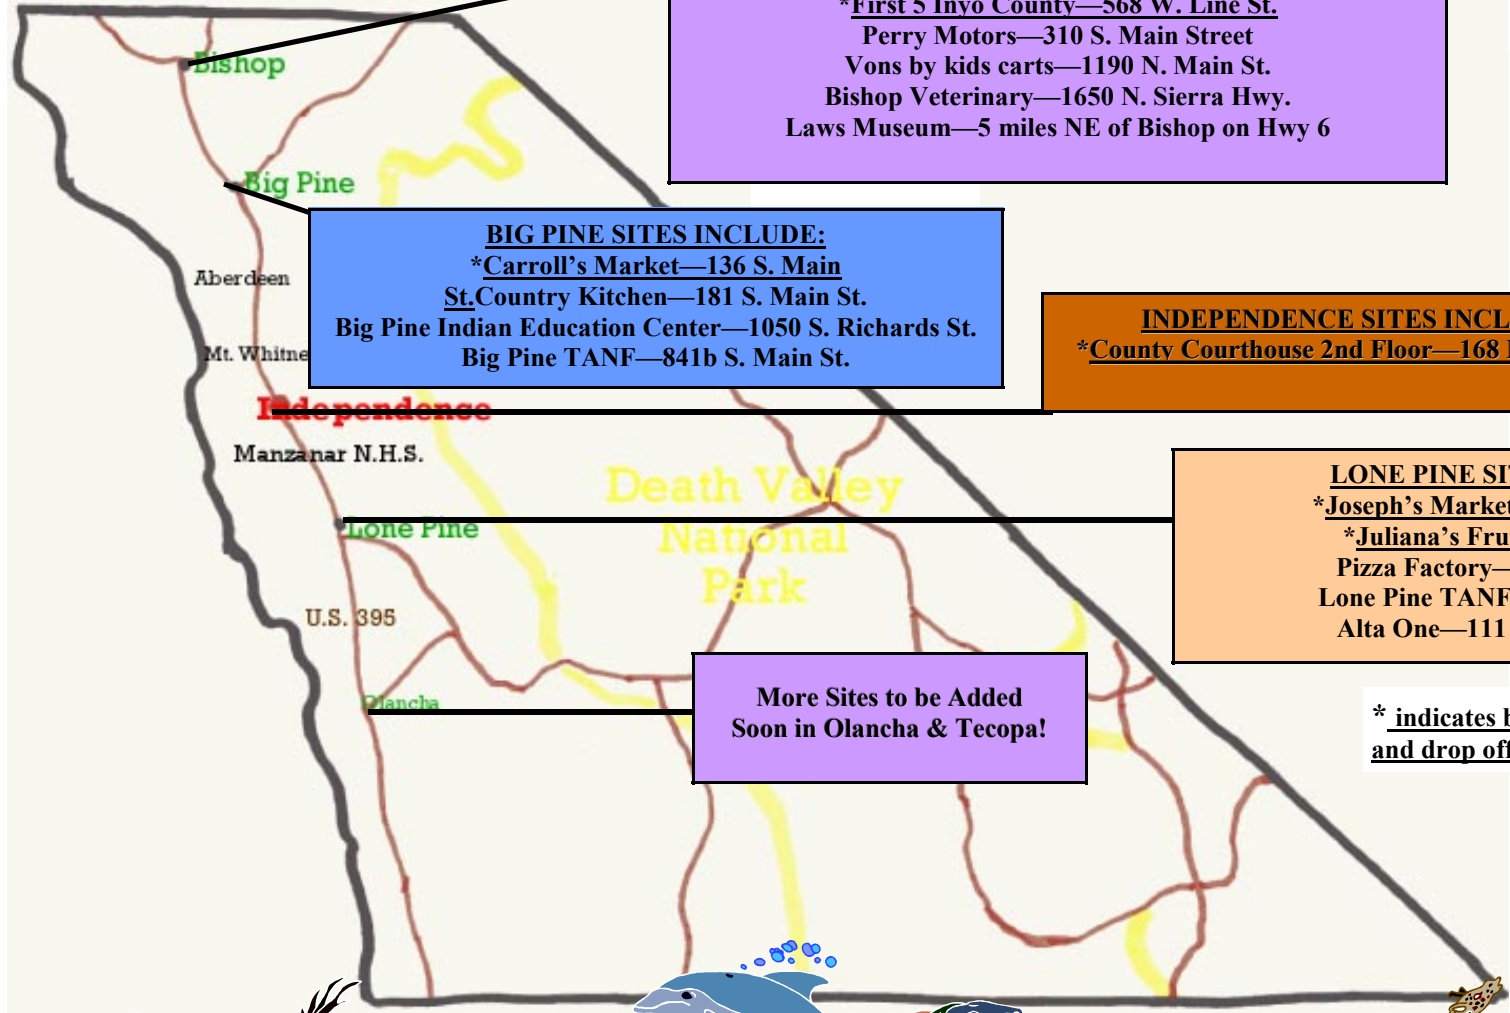 *First 5 Inyo County—568 W. Line St.
Perry Motors—310 S. Main Street
Vons by kids carts—1190 N. Main St.
Bishop Veterinary—1650 N. Sierra Hwy.
Laws Museum—5 miles NE of Bishop on Hwy 6
Bishop
Big Pine
BIG PINE SITES INCLUDE:
*Carroll’s Market—136 S. Main
St.Country Kitchen—181 S. Main St.
Big Pine Indian Education Center—1050 S. Richards St.
Big Pine TANF—841b S. Main St.
Aberdeen
Mt. Whitne
INDEPENDENCE SITES INCL
*County Courthouse 2nd Floor—168
Independence
Manzanar N.H.S.
Death Valley
National
Park
Lone Pine
LONE PINE SI
*Joseph’s Market
*Juliana’s Fru
Pizza Factory—
Lone Pine TANF
Alta One—111
U.S. 395
Olancha
More Sites to be Added
Soon in Olancha & Tecopa!
* indicates b
and drop off